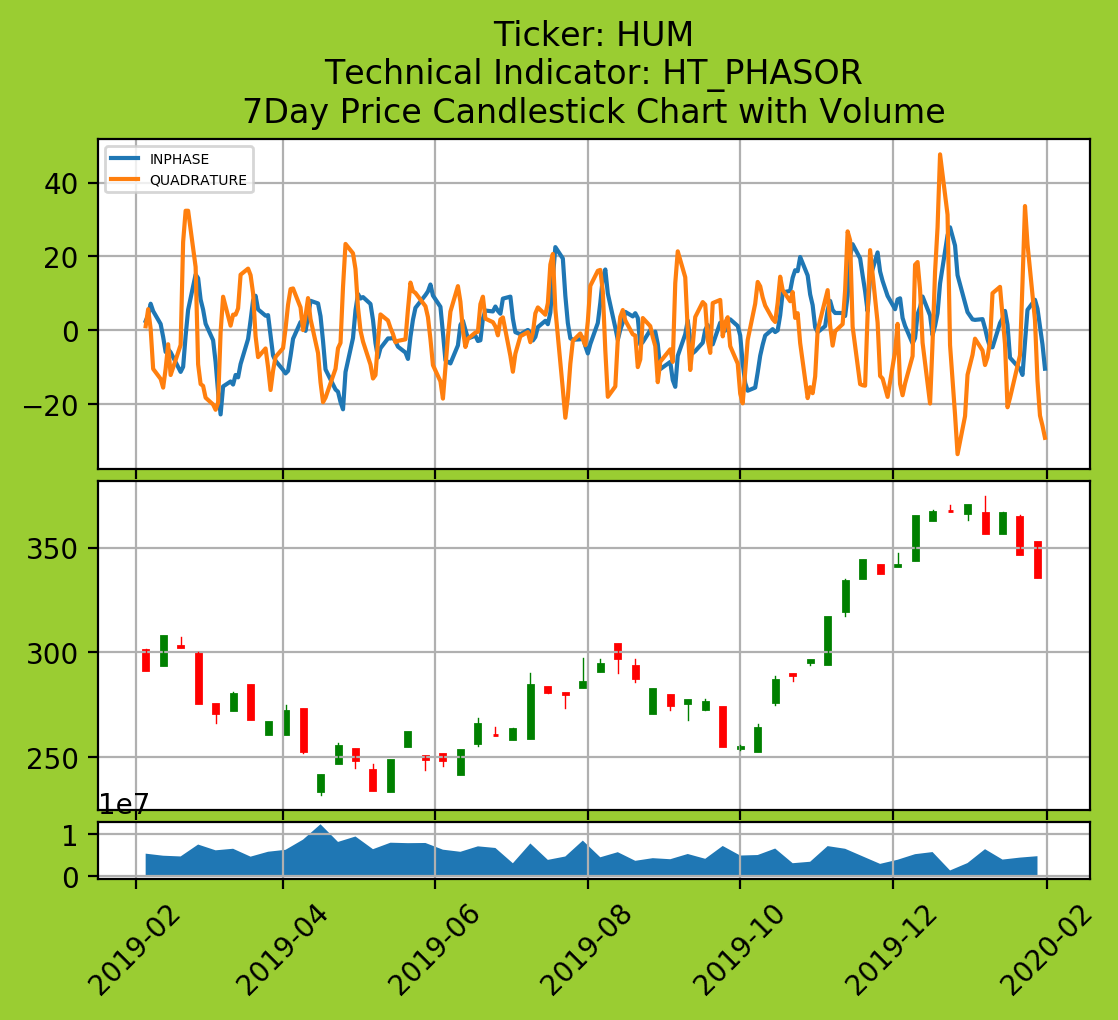 Ticker: HUM
Technical Indicator: HT_PHASOR
7Day Price Candlestick Chart with Volume
INPHASE
QUADRATURE
40
20
0
−20
350
300
250
1e7
1
0
2019-02
2019-04
2019-06
2019-08
2019-10
2019-12
2020-02